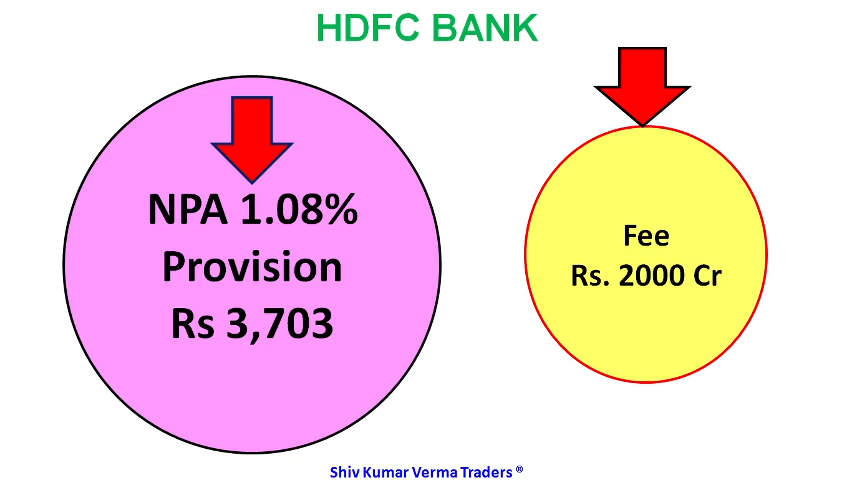 HDFC BANK
NPA 1.08%
Provision
Rs 3,703
Fee
Rs. 2000 Cr
Shiv Kumar Verma Traders ®